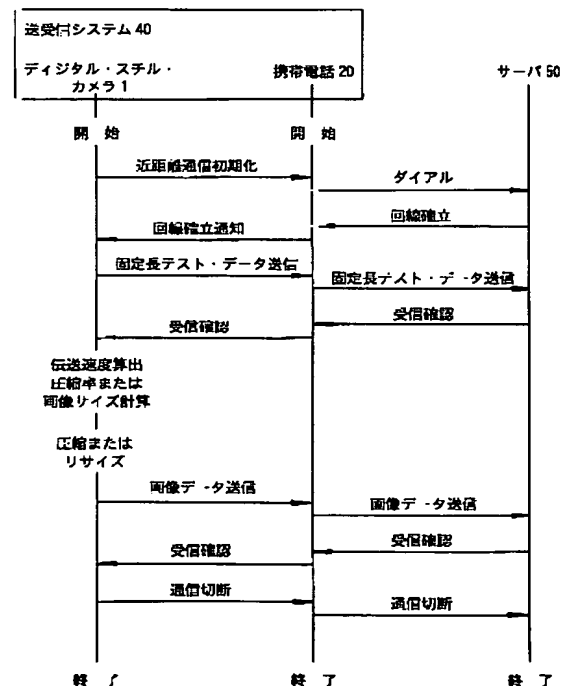 送受信システム 40
ディジタル・スチル・
カメラ 1
携帯電話 20
サーバ 50
開 始
開 始
近距離通信初期化
ダイアル
回線確立
回線確立通知
固定長テスト・データ送信
固定長テスト・データ送信
受信確認
受信確認
伝送速度算出
圧縮率または
画像サイズ計算
圧縮または
リサイズ
画像データ送信
画像データ送信
受信確認
受信確認
通信切断
通信切断
終 了
終 了
終 了